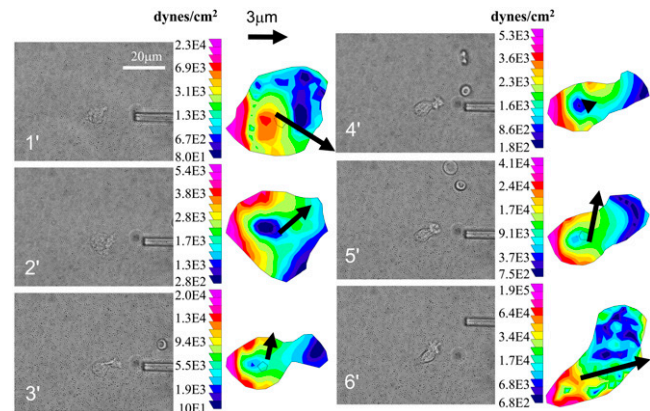 dynes/cm²
3μm
20μm
2.3E4
6.9E3
3.1E3
1.3E3
6.7E2
8.0E1
1'
5.4E3
3.8E3
2.8E3
1.7E3
1.3E3
2.8E2
2'
2.0E4
1.3E4
9.4E3
5.5E3
1.9E3
10E1
3'
dynes/cm²
5.3E3
3.6E3
2.3E3
1.6E3
8.6E2
1.8E2
4'
4.1E4
2.4E4
1.7E4
9.1E3
3.7E3
7.5E2
5'
1.9E5
6.4E4
3.4E4
1.7E4
6.8E3
6.8E2
6'